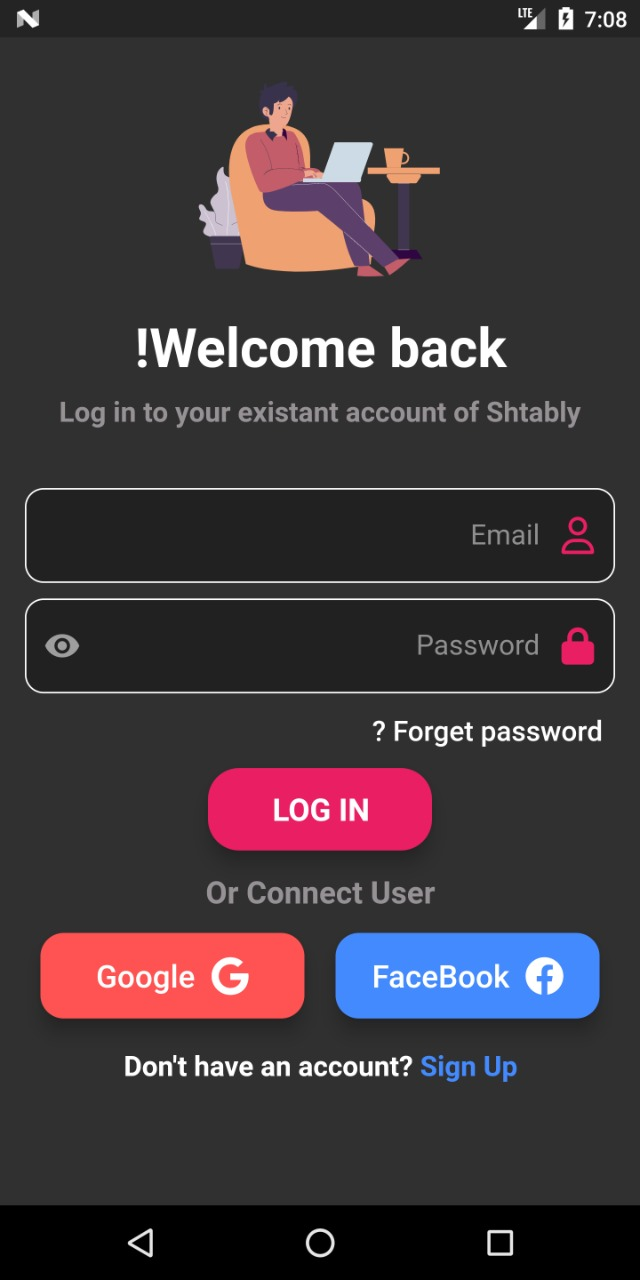 LTE 7:08
!Welcome back
Log in to your existant account of Shtably
Email
Password
? Forget password
LOG IN
Or Connect User
Google G FaceBook f
Don't have an account? Sign Up